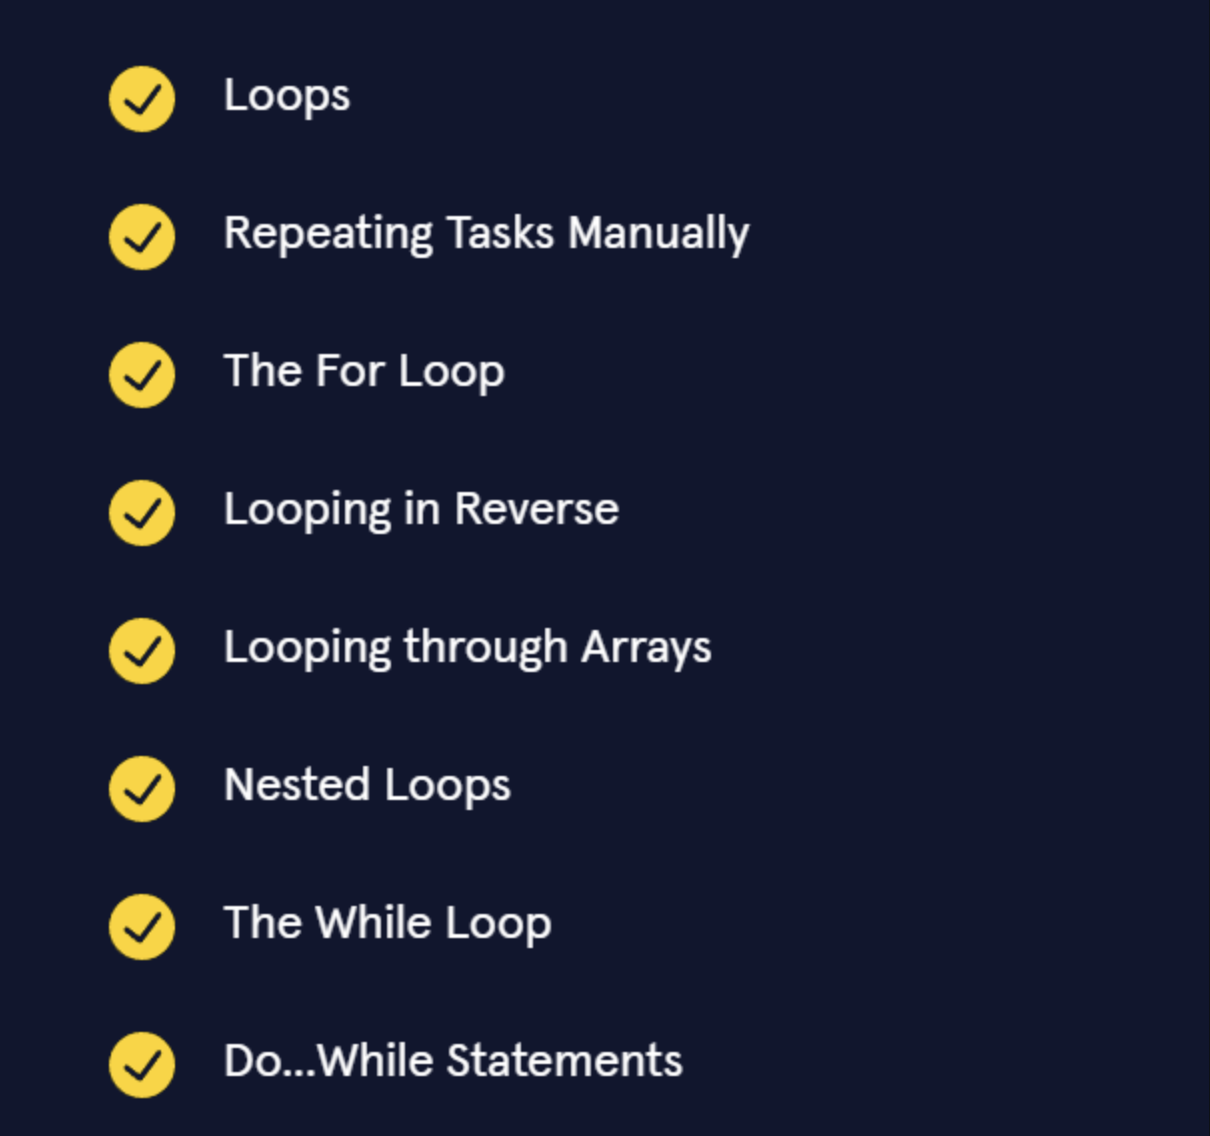 Loops
Repeating Tasks Manually
The For Loop
Looping in Reverse
Looping through Arrays
Nested Loops
The While Loop
Do...While Statements